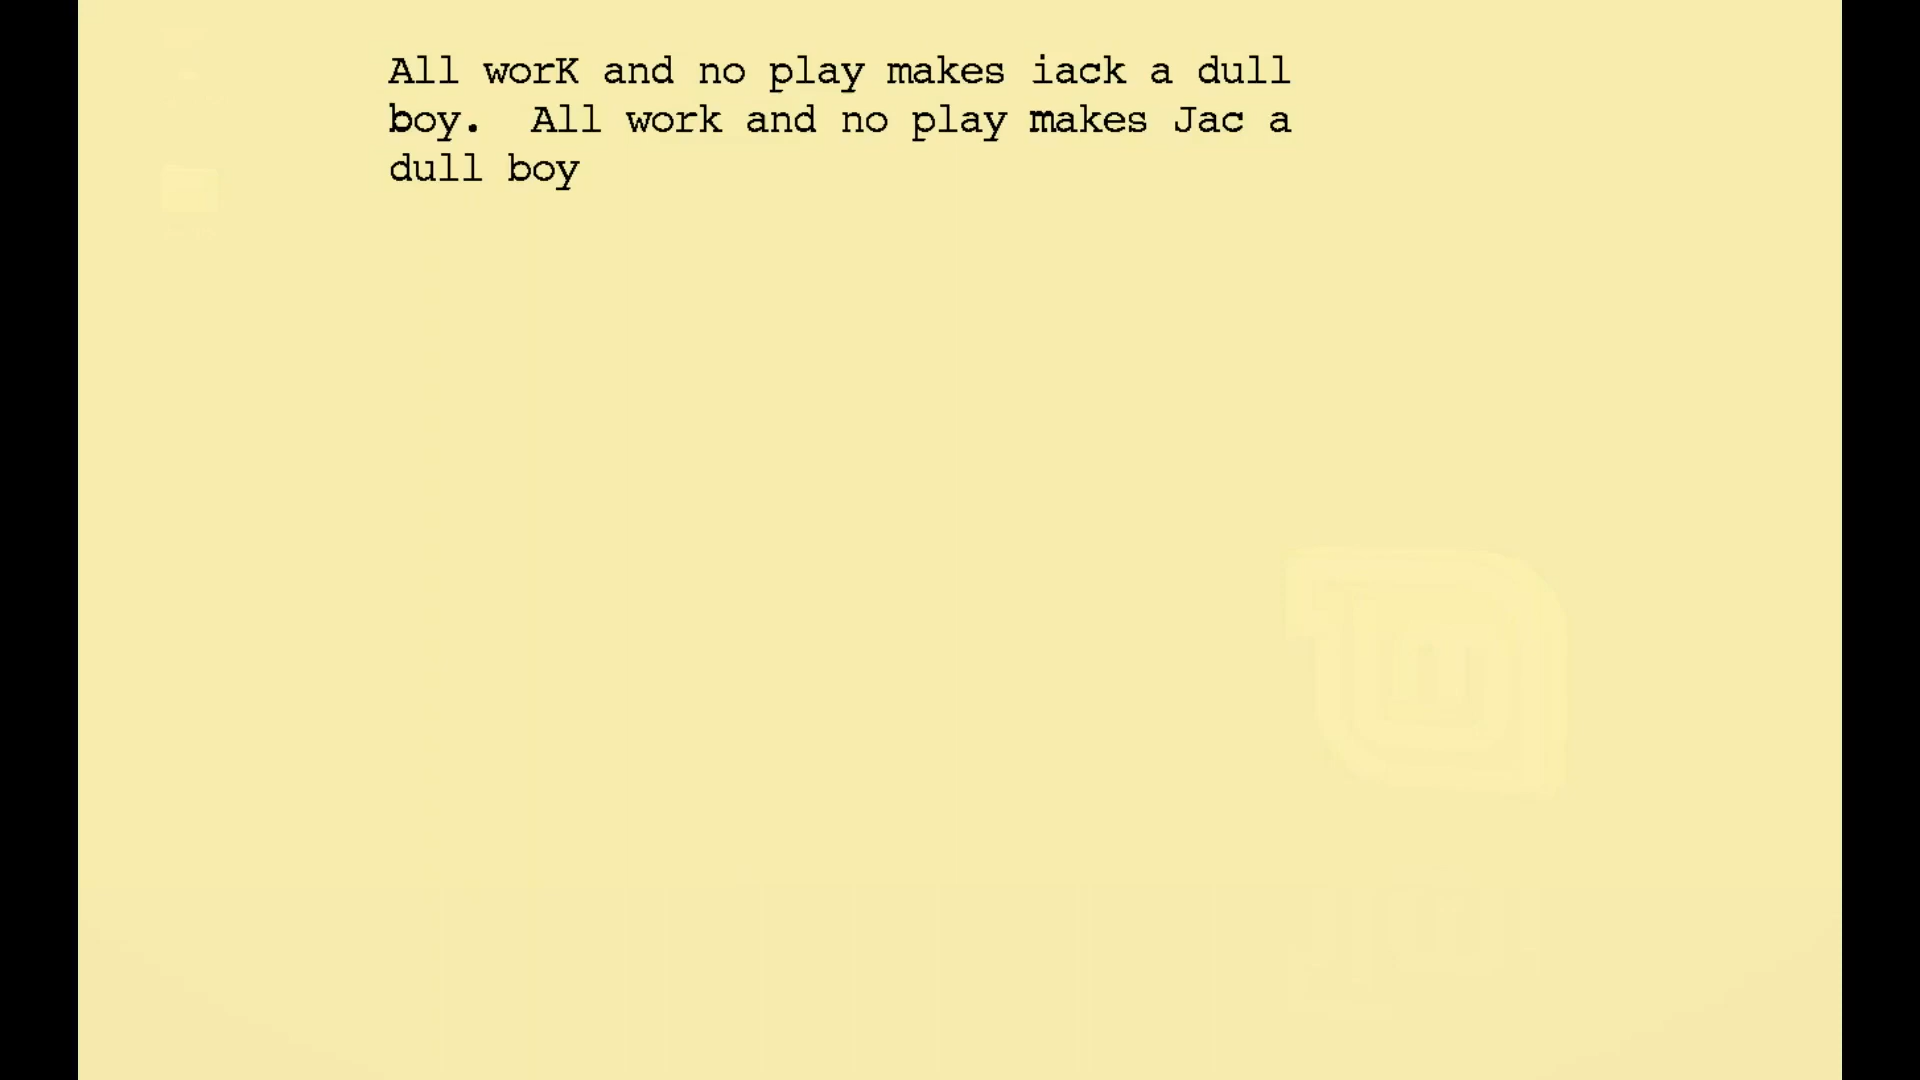 All worK and no play makes iack a dull
boy.  All work and no play makes Jac a
dull boy